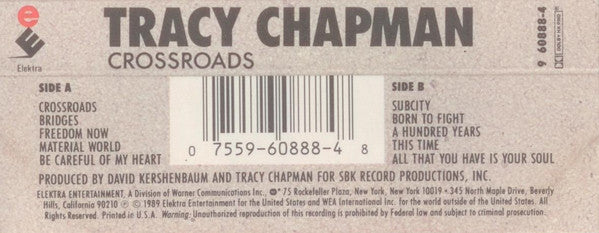 e
Elektra
TRACY CHAPMAN
CROSSROADS
9 60888-4
DOLBY HX PRO
SIDE A
CROSSROADS
BRIDGES
FREEDOM NOW
MATERIAL WORLD
BE CAREFUL OF MY HEART
0 7559-60888-4 8
SIDE B
SUBCITY
BORN TO FIGHT
A HUNDRED YEARS
THIS TIME
ALL THAT YOU HAVE IS YOUR SOUL
PRODUCED BY DAVID KERSHENBAUM AND TRACY CHAPMAN FOR SBK RECORD PRODUCTIONS, INC.
ELEKTRA ENTERTAINMENT, A Division of Warner Communications Inc. • 75 Rockefeller Plaza, New York, New York 10019 • 345 North Maple Drive, Beverly
Hills, California 90210 ℗ © 1989 Elektra Entertainment for the United States and WEA International Inc. for the world outside of the United States. All
Rights Reserved. Printed in U.S.A. Warning: Unauthorized reproduction of this recording is prohibited by Federal law and subject to criminal prosecution.